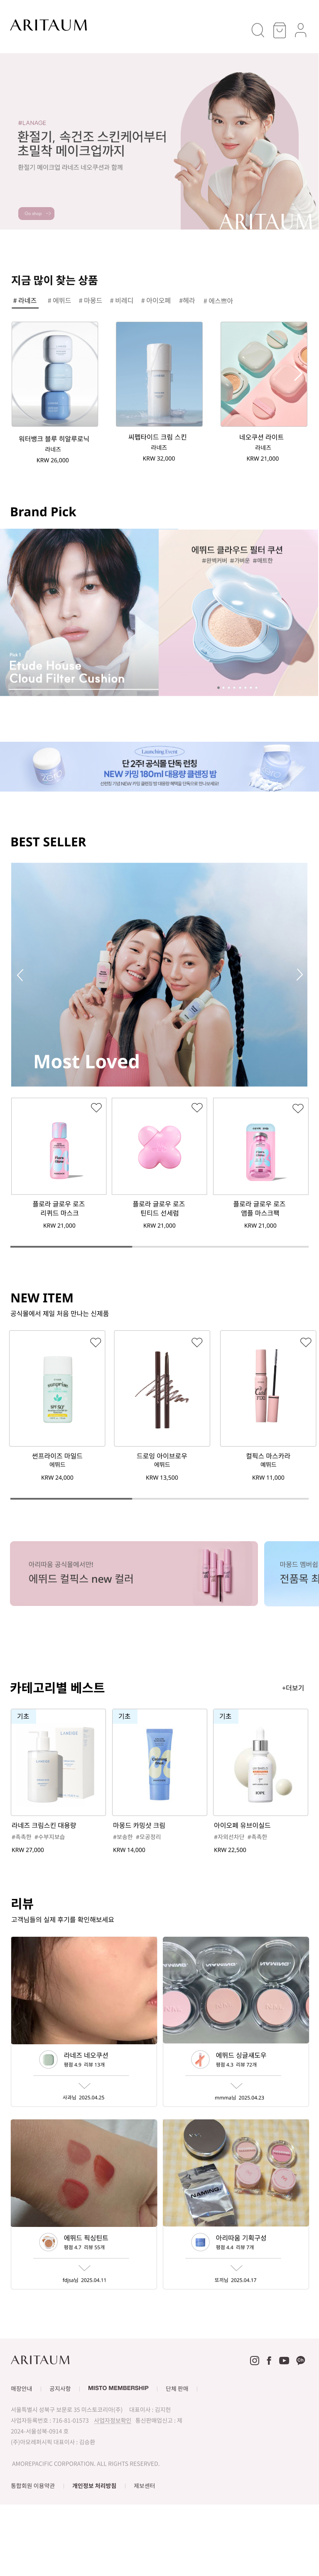 ARITAUM
#LANAGE
환절기, 속건조 스킨케어부터
초밀착 메이크업까지
환절기 메이크업 라네즈 네오쿠션과 함께
Go shop
ARITAUM
지금 많이 찾는 상품
# 라네즈 # 에뛰드 # 마몽드 # 비레디 # 아이오페 #헤라 # 에스쁘아
워터뱅크 블루 히알루로닉
라네즈
KRW 26,000
씨펩타이드 크림 스킨
라네즈
KRW 32,000
네오쿠션 라이트
라네즈
KRW 21,000
Brand Pick
Pick 1
Etude House
Cloud Filter Cushion
에뛰드 클라우드 필터 쿠션
#완벽커버 #가벼운 #매트한
Launching Event
단 2주! 공식몰 단독 런칭
NEW 카밍 180ml 대용량 클렌징 밤
BEST SELLER
Most Loved
플로라 글로우 로즈
리퀴드 마스크
KRW 21,000
플로라 글로우 로즈
틴티드 선세럼
KRW 21,000
플로라 글로우 로즈
앰플 마스크팩
KRW 21,000
NEW ITEM
공식몰에서 제일 처음 만나는 신제품
썬프라이즈 마일드
에뛰드
KRW 24,000
드로잉 아이브로우
에뛰드
KRW 13,500
컬픽스 마스카라
에뛰드
KRW 11,000
아리따움 공식몰에서만!
에뛰드 컬픽스 new 컬러
마몽드 멤버쉽
전품목 최
카테고리별 베스트
+더보기
기초
라네즈 크림스킨 대용량
#촉촉한 #수부지보습
KRW 27,000
기초
마몽드 카밍샷 크림
#보송한 #모공정리
KRW 14,000
기초
아이오페 유브이실드
#자외선차단 #촉촉한
KRW 22,500
리뷰
고객님들의 실제 후기를 확인해보세요
라네즈 네오쿠션
평점 4.9 리뷰 13개
사과님 2025.04.25
에뛰드 싱글섀도우
평점 4.3 리뷰 72개
mmma님 2025.04.23
에뛰드 픽싱틴트
평점 4.7 리뷰 55개
fdjui님 2025.04.11
NAMING.
아리따움 기획구성
평점 4.4 리뷰 7개
또끼님 2025.04.17
ARITAUM
매장안내 공지사항 MISTO MEMBERSHIP 단체 판매
서울특별시 성북구 보문로 35 미스토코리아(주) 대표이사 : 김지헌
사업자등록번호 : 716-81-01573 사업자정보확인 통신판매업신고 : 제
2024-서울성북-0914 호
(주)아모레퍼시픽 대표이사 : 김승환
AMOREPACIFIC CORPORATION. ALL RIGHTS RESERVED.
통합회원 이용약관 개인정보 처리방침 제보센터